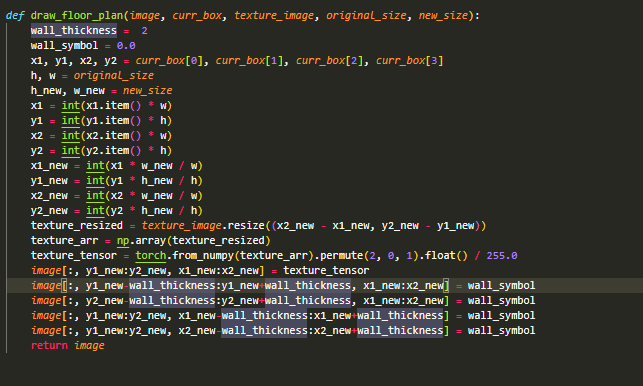 def draw_floor_plan(image, curr_box, texture_image, original_size, new_size):
wall_thickness =  2
wall_symbol = 0.0
x1, y1, x2, y2 = curr_box[0], curr_box[1], curr_box[2], curr_box[3]
h, w = original_size
h_new, w_new = new_size
x1 = int(x1.item() * w)
y1 = int(y1.item() * h)
x2 = int(x2.item() * w)
y2 = int(y2.item() * h)
x1_new = int(x1 * w_new / w)
y1_new = int(y1 * h_new / h)
x2_new = int(x2 * w_new / w)
y2_new = int(y2 * h_new / h)
texture_resized = texture_image.resize((x2_new - x1_new, y2_new - y1_new))
texture_arr = np.array(texture_resized)
texture_tensor = torch.from_numpy(texture_arr).permute(2, 0, 1).float() / 255.0
image[:, y1_new:y2_new, x1_new:x2_new] = texture_tensor
image[:, y1_new-wall_thickness:y1_new+wall_thickness, x1_new:x2_new] = wall_symbol
image[:, y2_new-wall_thickness:y2_new+wall_thickness, x1_new:x2_new] = wall_symbol
image[:, y1_new:y2_new, x1_new-wall_thickness:x1_new+wall_thickness] = wall_symbol
image[:, y1_new:y2_new, x2_new-wall_thickness:x2_new+wall_thickness] = wall_symbol
return image